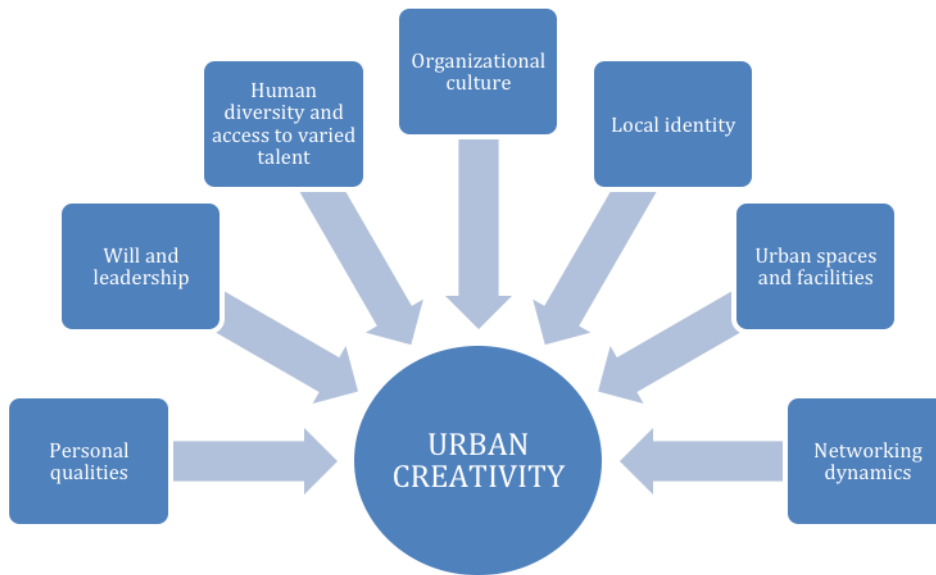 Organizational
culture
Human
diversity and
access to varied
talent
Local identity
Will and
leadership
Urban spaces
and facilities
Personal
qualities
URBAN
CREATIVITY
Networking
dynamics